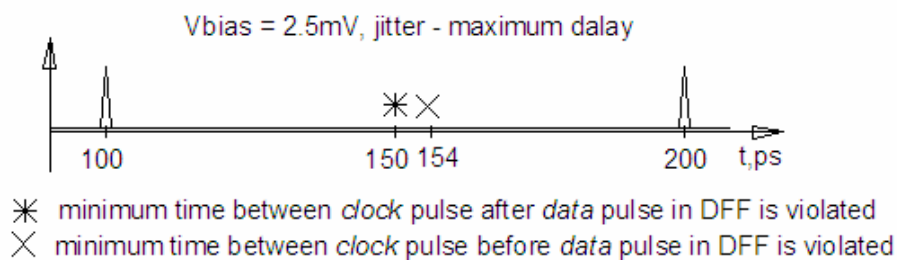 Vbias = 2.5mV, jitter - maximum dalay
100 150 154 200 t,ps
minimum time between clock pulse after data pulse in DFF is violated
minimum time between clock pulse before data pulse in DFF is violated